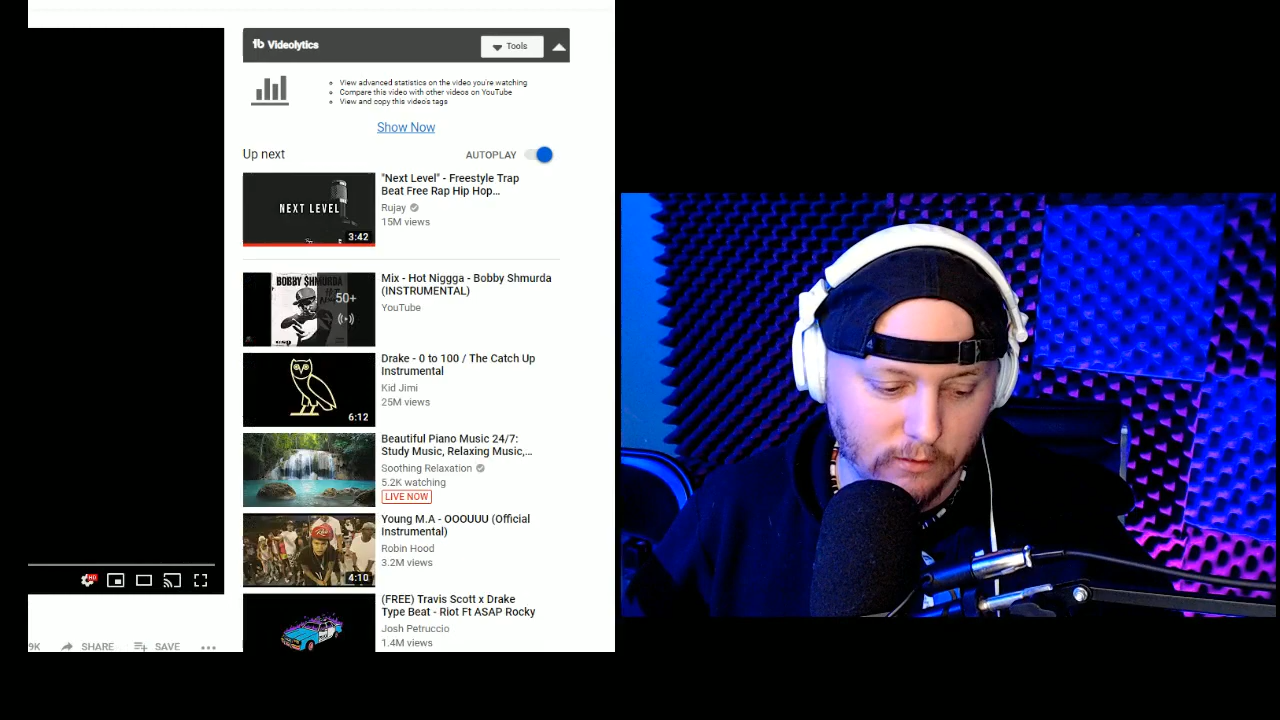 Videolytics
Tools
View advanced statistics on the video you're watching
Compare this video with other videos on YouTube
View and copy this video's tags
Show Now
Up next
AUTOPLAY
NEXT LEVEL
3:42
"Next Level" - Freestyle Trap
Beat Free Rap Hip Hop...
Rujay
15M views
BOBBY SHMURDA
50+
Mix - Hot Niggga - Bobby Shmurda
(INSTRUMENTAL)
YouTube
6:12
Drake - 0 to 100 / The Catch Up
Instrumental
Kid Jimi
25M views
Beautiful Piano Music 24/7:
Study Music, Relaxing Music,...
Soothing Relaxation
5.2K watching
LIVE NOW
4:10
Young M.A - OOOUUU (Official
Instrumental)
Robin Hood
3.2M views
(FREE) Travis Scott x Drake
Type Beat - Riot Ft ASAP Rocky
Josh Petruccio
1.4M views
HD
9K
SHARE
SAVE